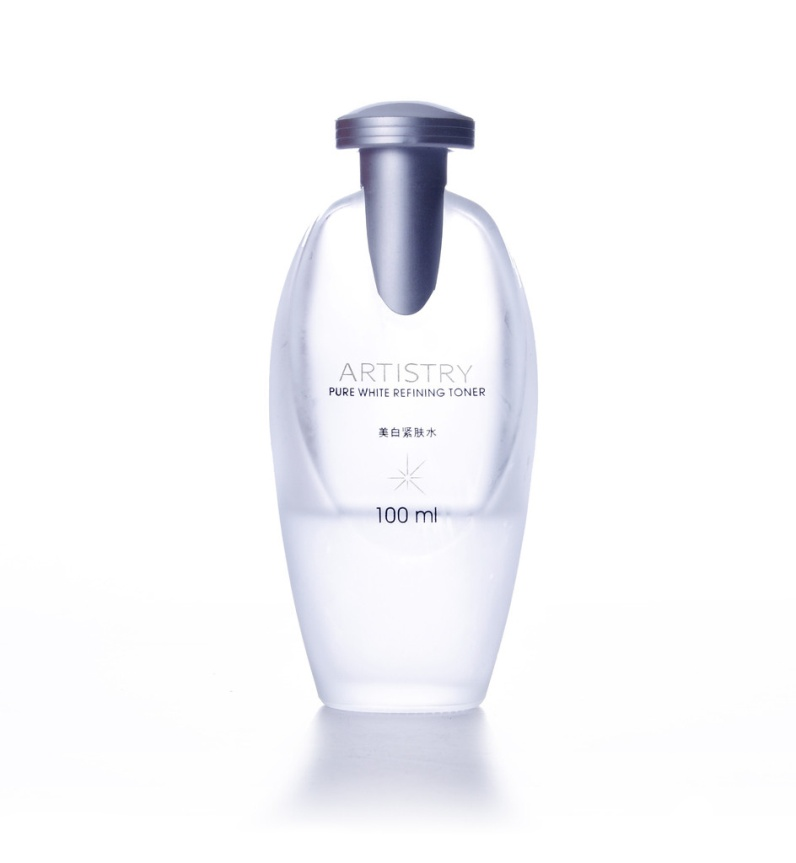 ARTISTRY
PURE WHITE REFINING TONER
美白紧肤水
100 ml